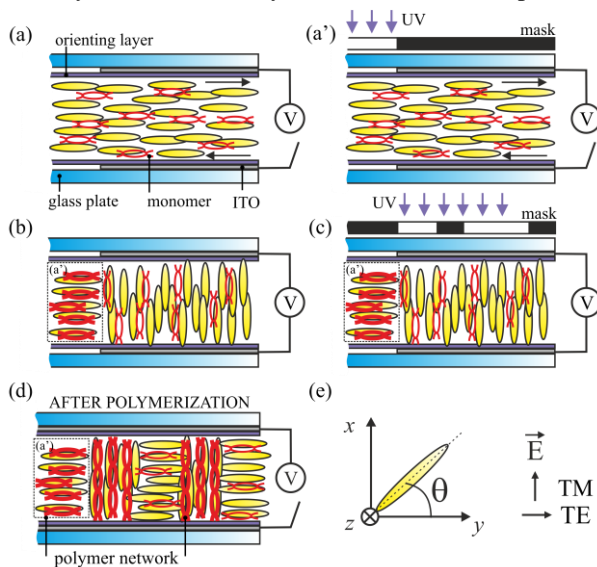 (a)
orienting layer
V
glass plate
monomer
ITO
(a')
UV
mask
V
(b)
(a')
V
(c)
UV
mask
(a')
V
(d)
AFTER POLYMERIZATION
(a')
V
polymer network
(e)
x
θ
z
y
E
TM
TE